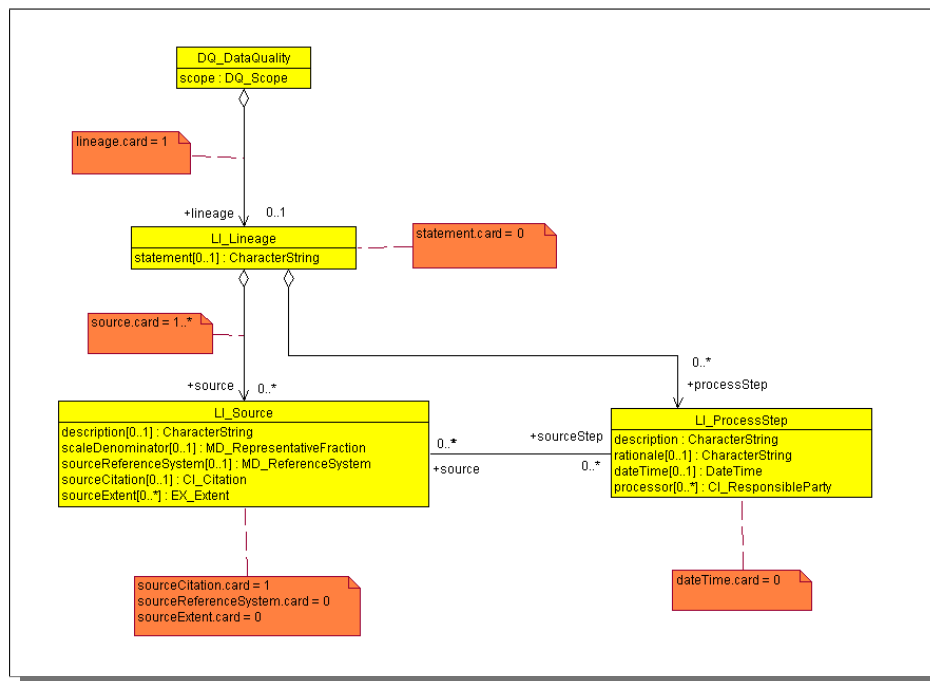 DQ_DataQuality
scope : DQ_Scope
lineage.card = 1
+lineage 0..1
LI_Lineage
statement[0..1] : CharacterString
statement.card = 0
source.card = 1..*
+source 0..*
0..*
+processStep
LI_Source
description[0..1] : CharacterString
scaleDenominator[0..1] : MD_RepresentativeFraction
sourceReferenceSystem[0..1] : MD_ReferenceSystem
sourceCitation[0..1] : CI_Citation
sourceExtent[0..*] : EX_Extent
0..*
+source
+sourceStep
0..*
LI_ProcessStep
description : CharacterString
rationale[0..1] : CharacterString
dateTime[0..1] : DateTime
processor[0..*] : CI_ResponsibleParty
sourceCitation.card = 1
sourceReferenceSystem.card = 0
sourceExtent.card = 0
dateTime.card = 0